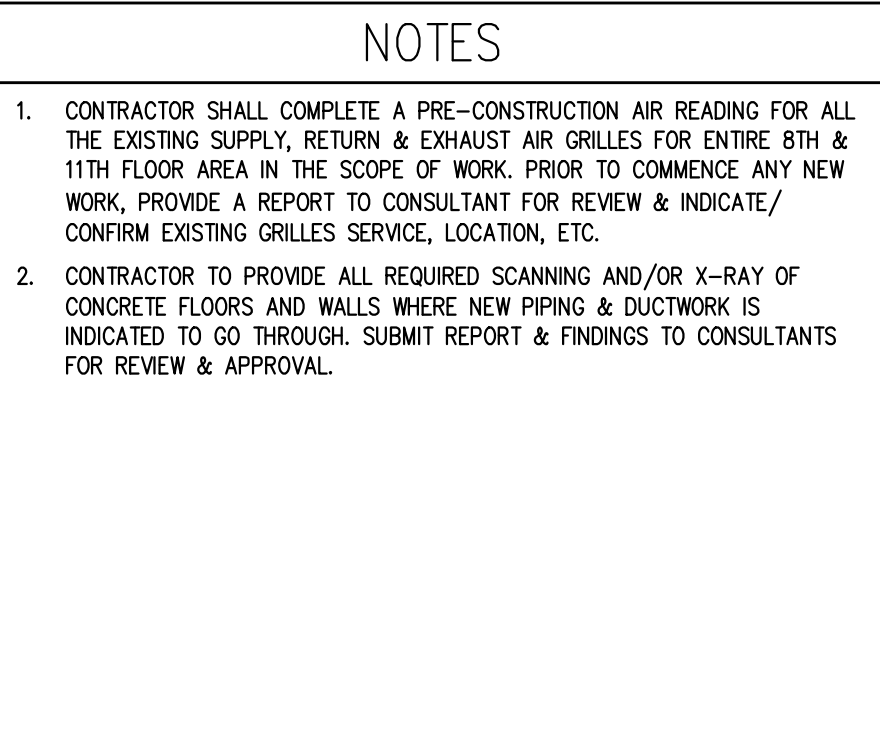 NOTES
1. CONTRACTOR SHALL COMPLETE A PRE-CONSTRUCTION AIR READING FOR ALL
THE EXISTING SUPPLY, RETURN & EXHAUST AIR GRILLES FOR ENTIRE 8TH &
11TH FLOOR AREA IN THE SCOPE OF WORK. PRIOR TO COMMENCE ANY NEW
WORK, PROVIDE A REPORT TO CONSULTANT FOR REVIEW & INDICATE/
CONFIRM EXISTING GRILLES SERVICE, LOCATION, ETC.
2. CONTRACTOR TO PROVIDE ALL REQUIRED SCANNING AND/OR X-RAY OF
CONCRETE FLOORS AND WALLS WHERE NEW PIPING & DUCTWORK IS
INDICATED TO GO THROUGH. SUBMIT REPORT & FINDINGS TO CONSULTANTS
FOR REVIEW & APPROVAL.